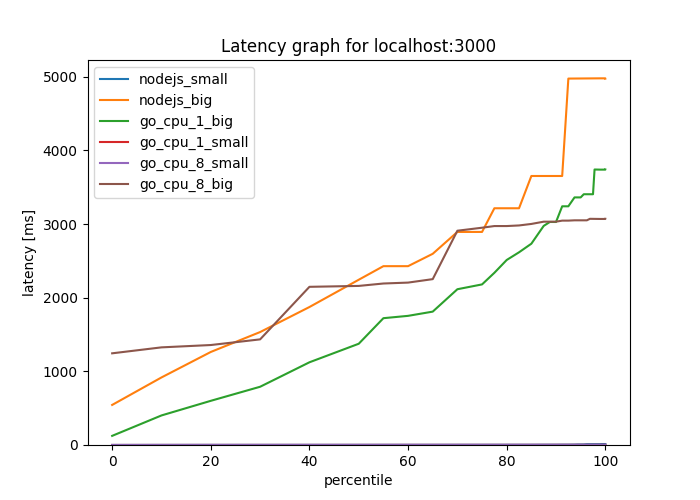 Latency graph for localhost:3000
nodejs_small
nodejs_big
go_cpu_1_big
go_cpu_1_small
go_cpu_8_small
go_cpu_8_big
latency [ms]
5000
4000
3000
2000
1000
0
0 20 40 60 80 100
percentile